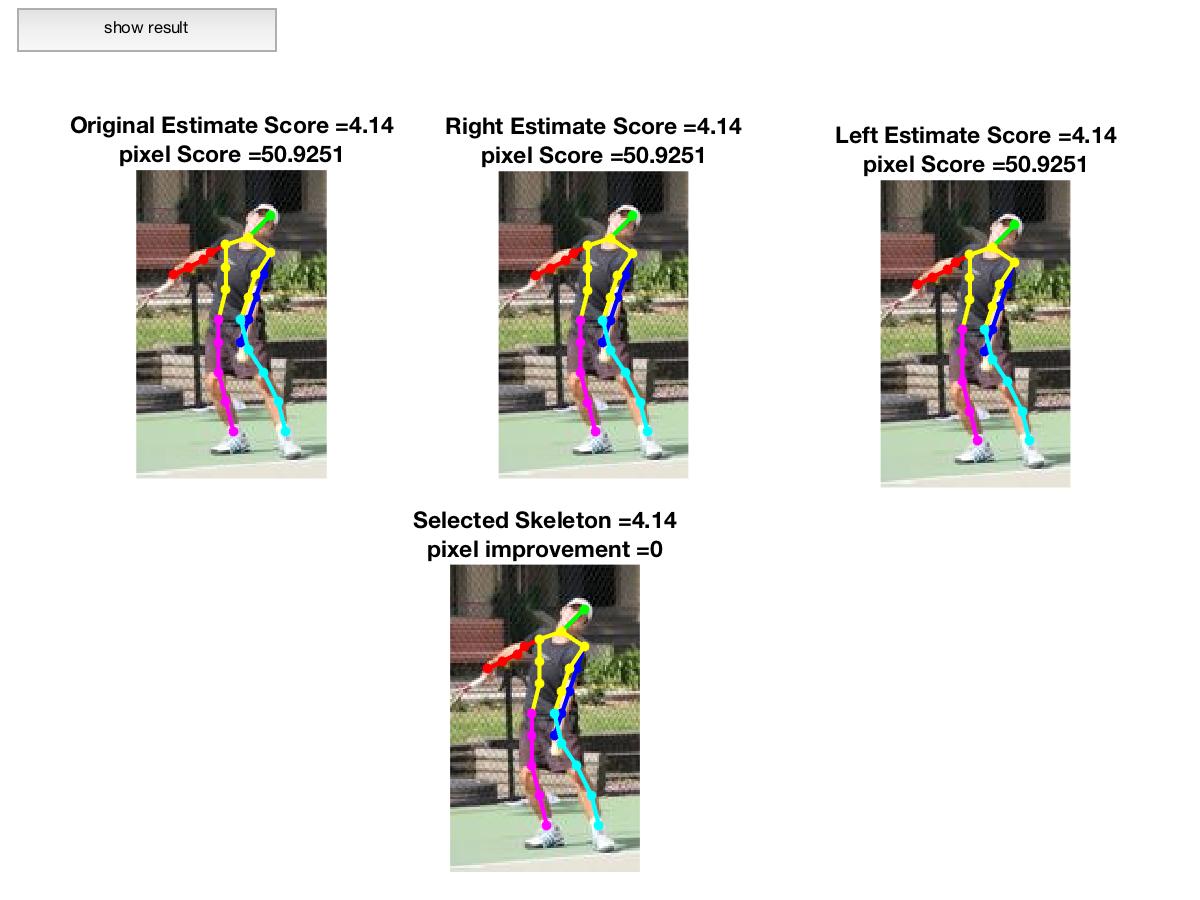 show result
Original Estimate Score =4.14
pixel Score =50.9251
Right Estimate Score =4.14
pixel Score =50.9251
Left Estimate Score =4.14
pixel Score =50.9251
Selected Skeleton =4.14
pixel improvement =0